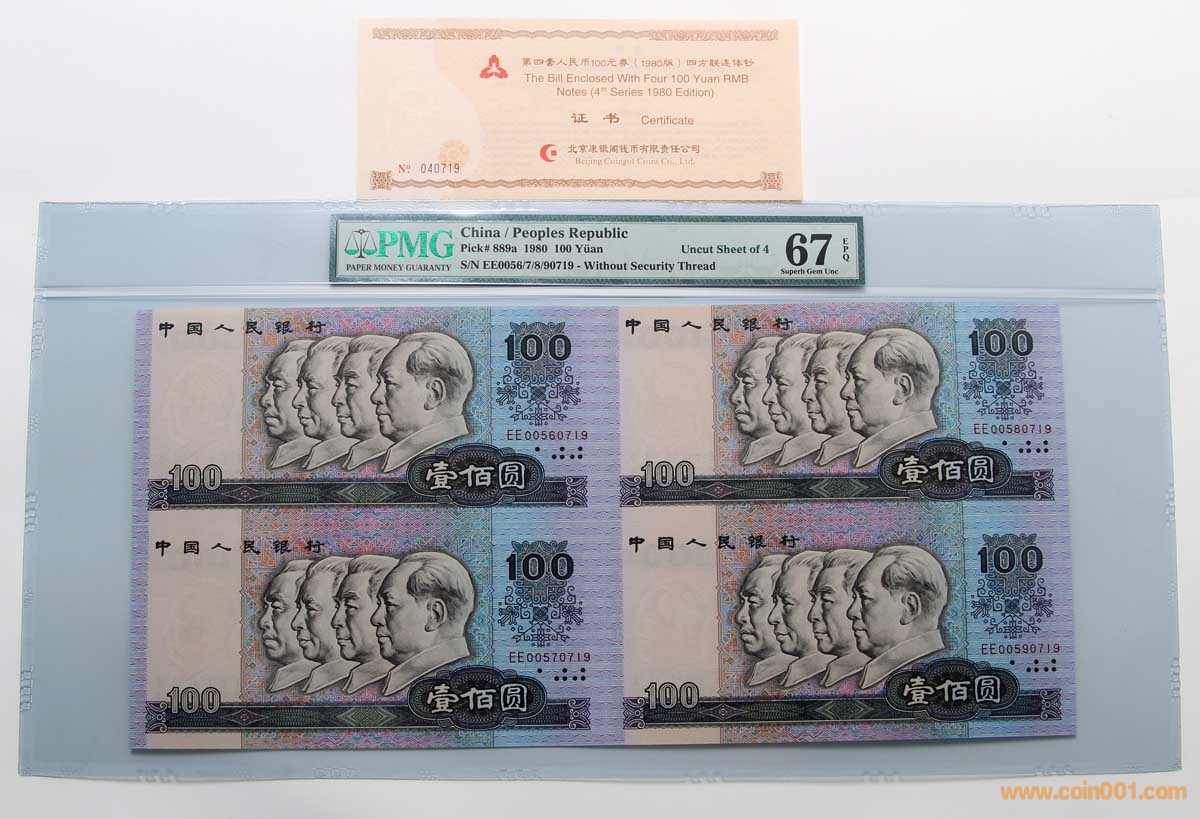 第四套人民币100元券（1980版）四方联连体钞
The Bill Enclosed With Four 100 Yuan RMB
Notes (4th Series 1980 Edition)
证书 Certificate
北京康银阁钱币有限责任公司
Beijing Coingot Coins Co., Ltd.
No 040719
PMG
PAPER MONEY GUARANTY
China / Peoples Republic
Pick# 889a 1980 100 Yüan
S/N EE0056/7/8/90719 - Without Security Thread
Uncut Sheet of 4
67
EPQ
Superb Gem Unc
中国人民银行
100
EE00560719
100
壹佰圆
中国人民银行
100
EE00580719
100
壹佰圆
中国人民银行
100
EE00570719
100
壹佰圆
中国人民银行
100
EE00590719
100
壹佰圆
www.coin001.com